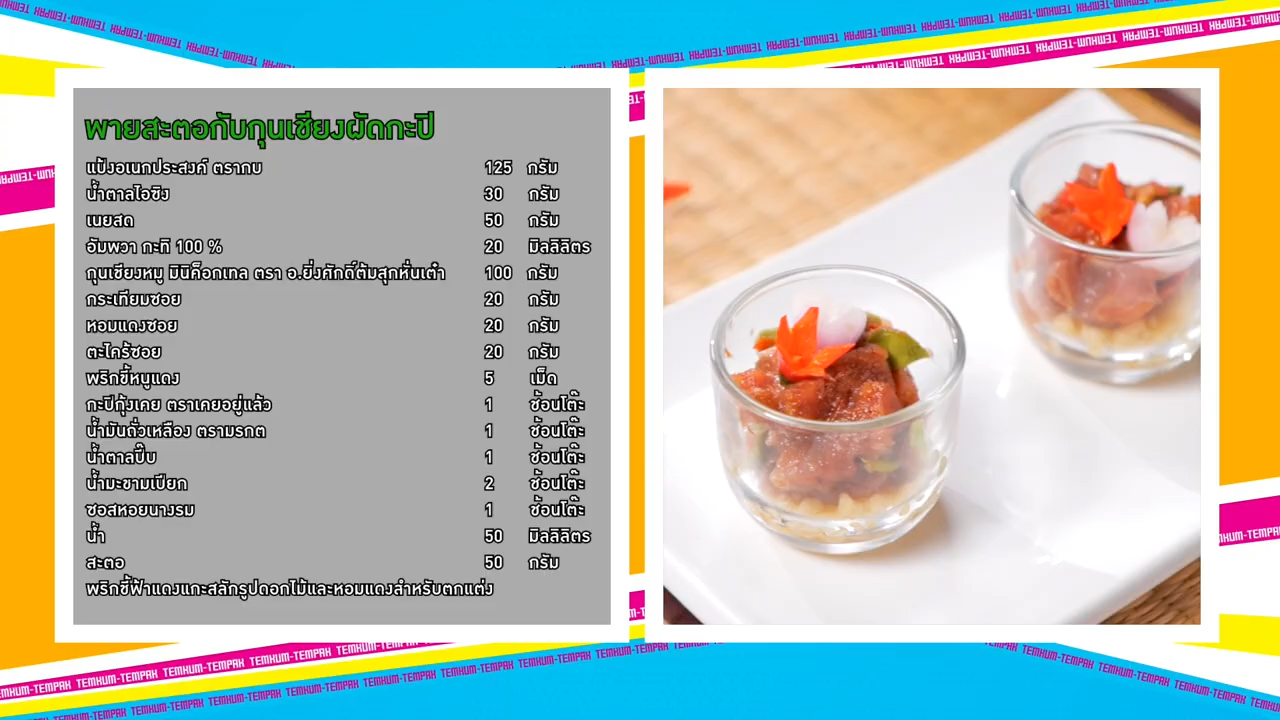 พายสะตอกับกุนเชียงผัดกะปิ
แป้งอเนกประสงค์ ตรากบ 125 กรัม
น้ำตาลไอซิง 30 กรัม
เนยสด 50 กรัม
อัมพวา กะทิ 100 % 20 มิลลิลิตร
กุนเชียงหมู มินิค็อกเทล ตรา อ.ยิ่งศักดิ์ต้มสุกหั่นเต๋า 100 กรัม
กระเทียมซอย 20 กรัม
หอมแดงซอย 20 กรัม
ตะไคร้ซอย 20 กรัม
พริกขี้หนูแดง 5 เม็ด
กะปิกุ้งเคย ตราเคยอยู่แล้ว 1 ช้อนโต๊ะ
น้ำมันถั่วเหลือง ตรามรกต 1 ช้อนโต๊ะ
น้ำตาลปี๊บ 1 ช้อนโต๊ะ
น้ำมะขามเปียก 2 ช้อนโต๊ะ
ซอสหอยนางรม 1 ช้อนโต๊ะ
น้ำ 50 มิลลิลิตร
สะตอ 50 กรัม
พริกชี้ฟ้าแดงแกะสลักรูปดอกไม้และหอมแดงสำหรับตกแต่ง
TEMKUM-TEMPAK TEMKUM-TEMPAK TEMKUM-TEMPAK TEMKUM-TEMPAK